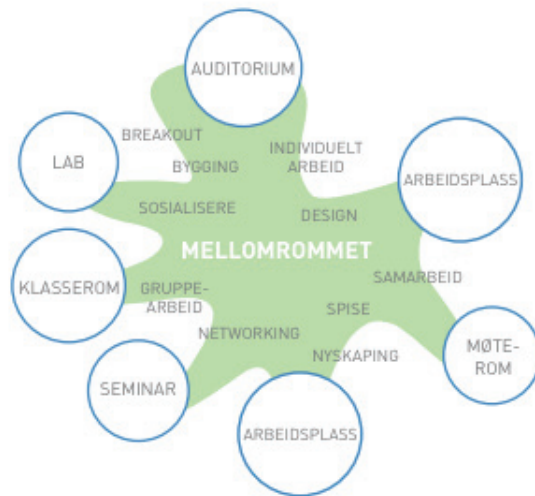 AUDITORIUM
BREAKOUT
INDIVIDUELT
ARBEID
LAB
BYGGING
ARBEIDSPLASS
SOSIALISERE
DESIGN
MELLOMROMMET
SAMARBEID
KLASSEROM
GRUPPE-
ARBEID
SPISE
NETWORKING
MØTE-
ROM
NYSKAPING
SEMINAR
ARBEIDSPLASS